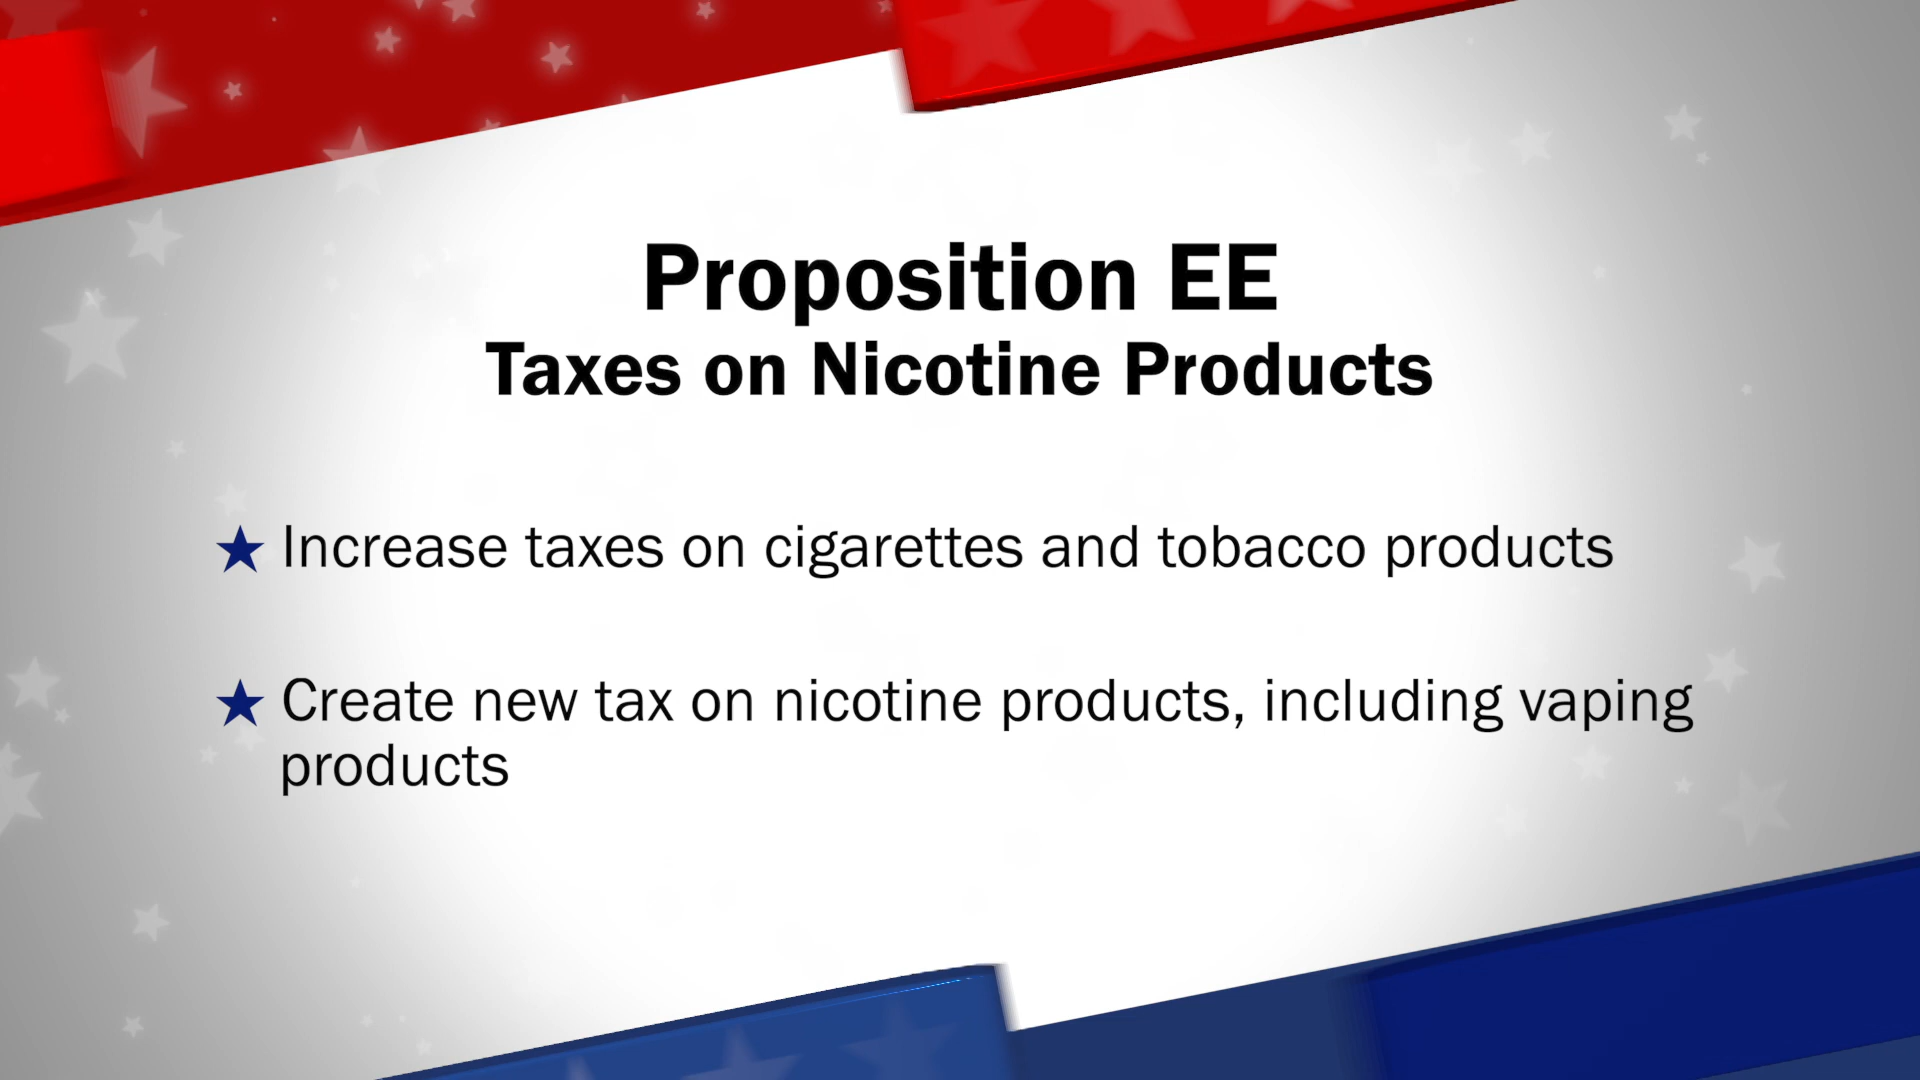 Proposition EE
Taxes on Nicotine Products
Increase taxes on cigarettes and tobacco products
Create new tax on nicotine products, including vaping
products